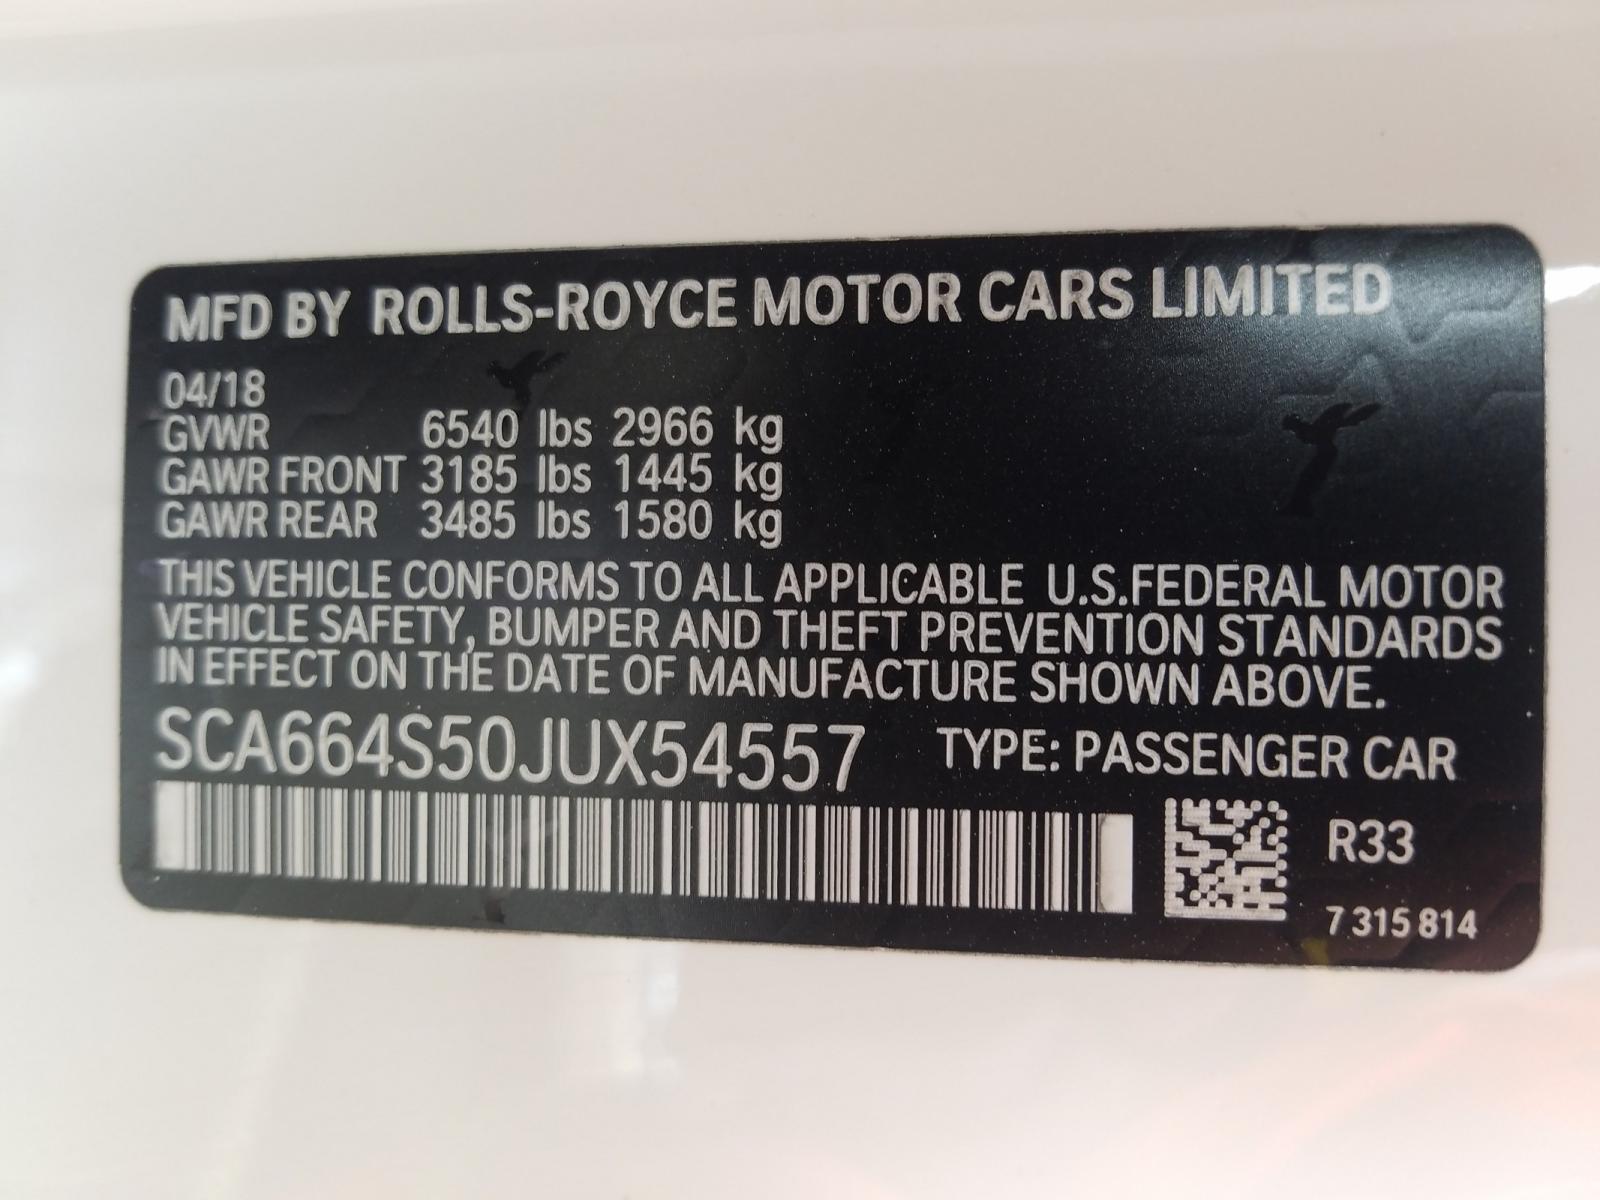 MFD BY ROLLS-ROYCE MOTOR CARS LIMITED
04/18
GVWR 6540 lbs 2966 kg
GAWR FRONT 3185 lbs 1445 kg
GAWR REAR 3485 lbs 1580 kg
THIS VEHICLE CONFORMS TO ALL APPLICABLE U.S.FEDERAL MOTOR
VEHICLE SAFETY, BUMPER AND THEFT PREVENTION STANDARDS
IN EFFECT ON THE DATE OF MANUFACTURE SHOWN ABOVE.
SCA664S50JUX54557 TYPE: PASSENGER CAR
R33
7 315 814